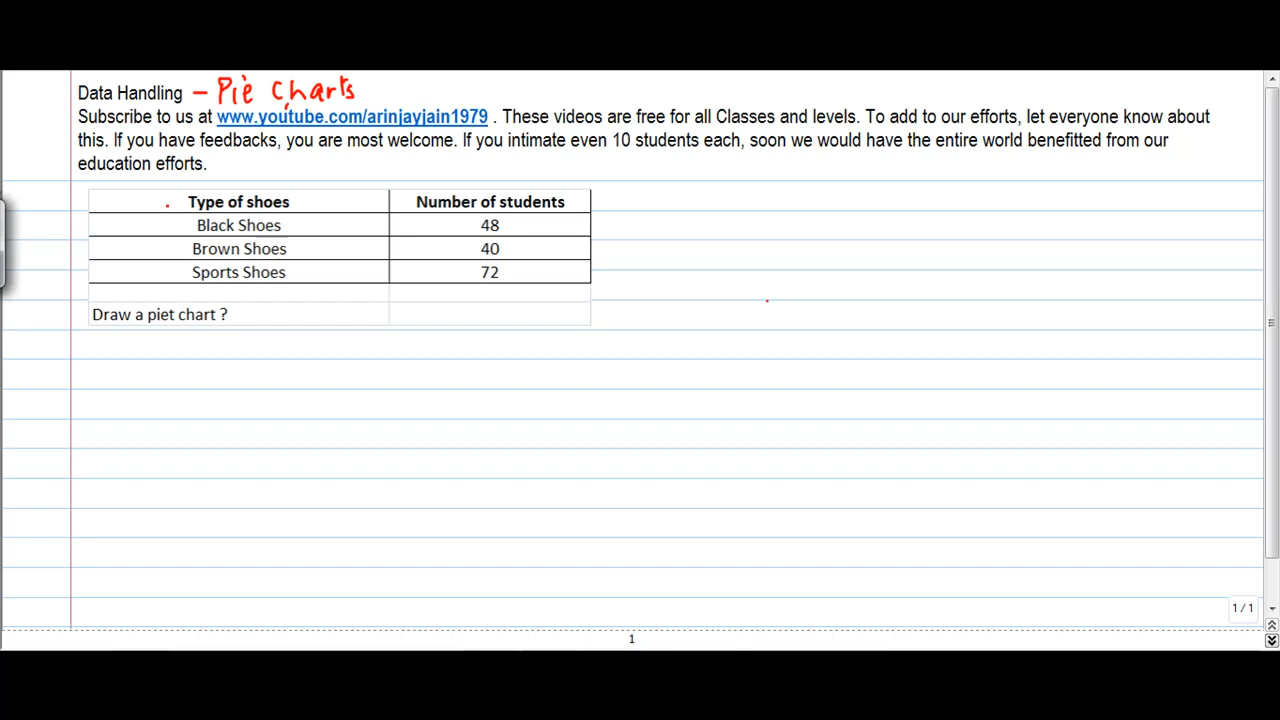 Data Handling – Pie Charts
Subscribe to us at www.youtube.com/arinjayjain1979 . These videos are free for all Classes and levels. To add to our efforts, let everyone know about
this. If you have feedbacks, you are most welcome. If you intimate even 10 students each, soon we would have the entire world benefitted from our
education efforts.
Type of shoes Number of students
Black Shoes 48
Brown Shoes 40
Sports Shoes 72
Draw a piet chart ?
1 / 1
1